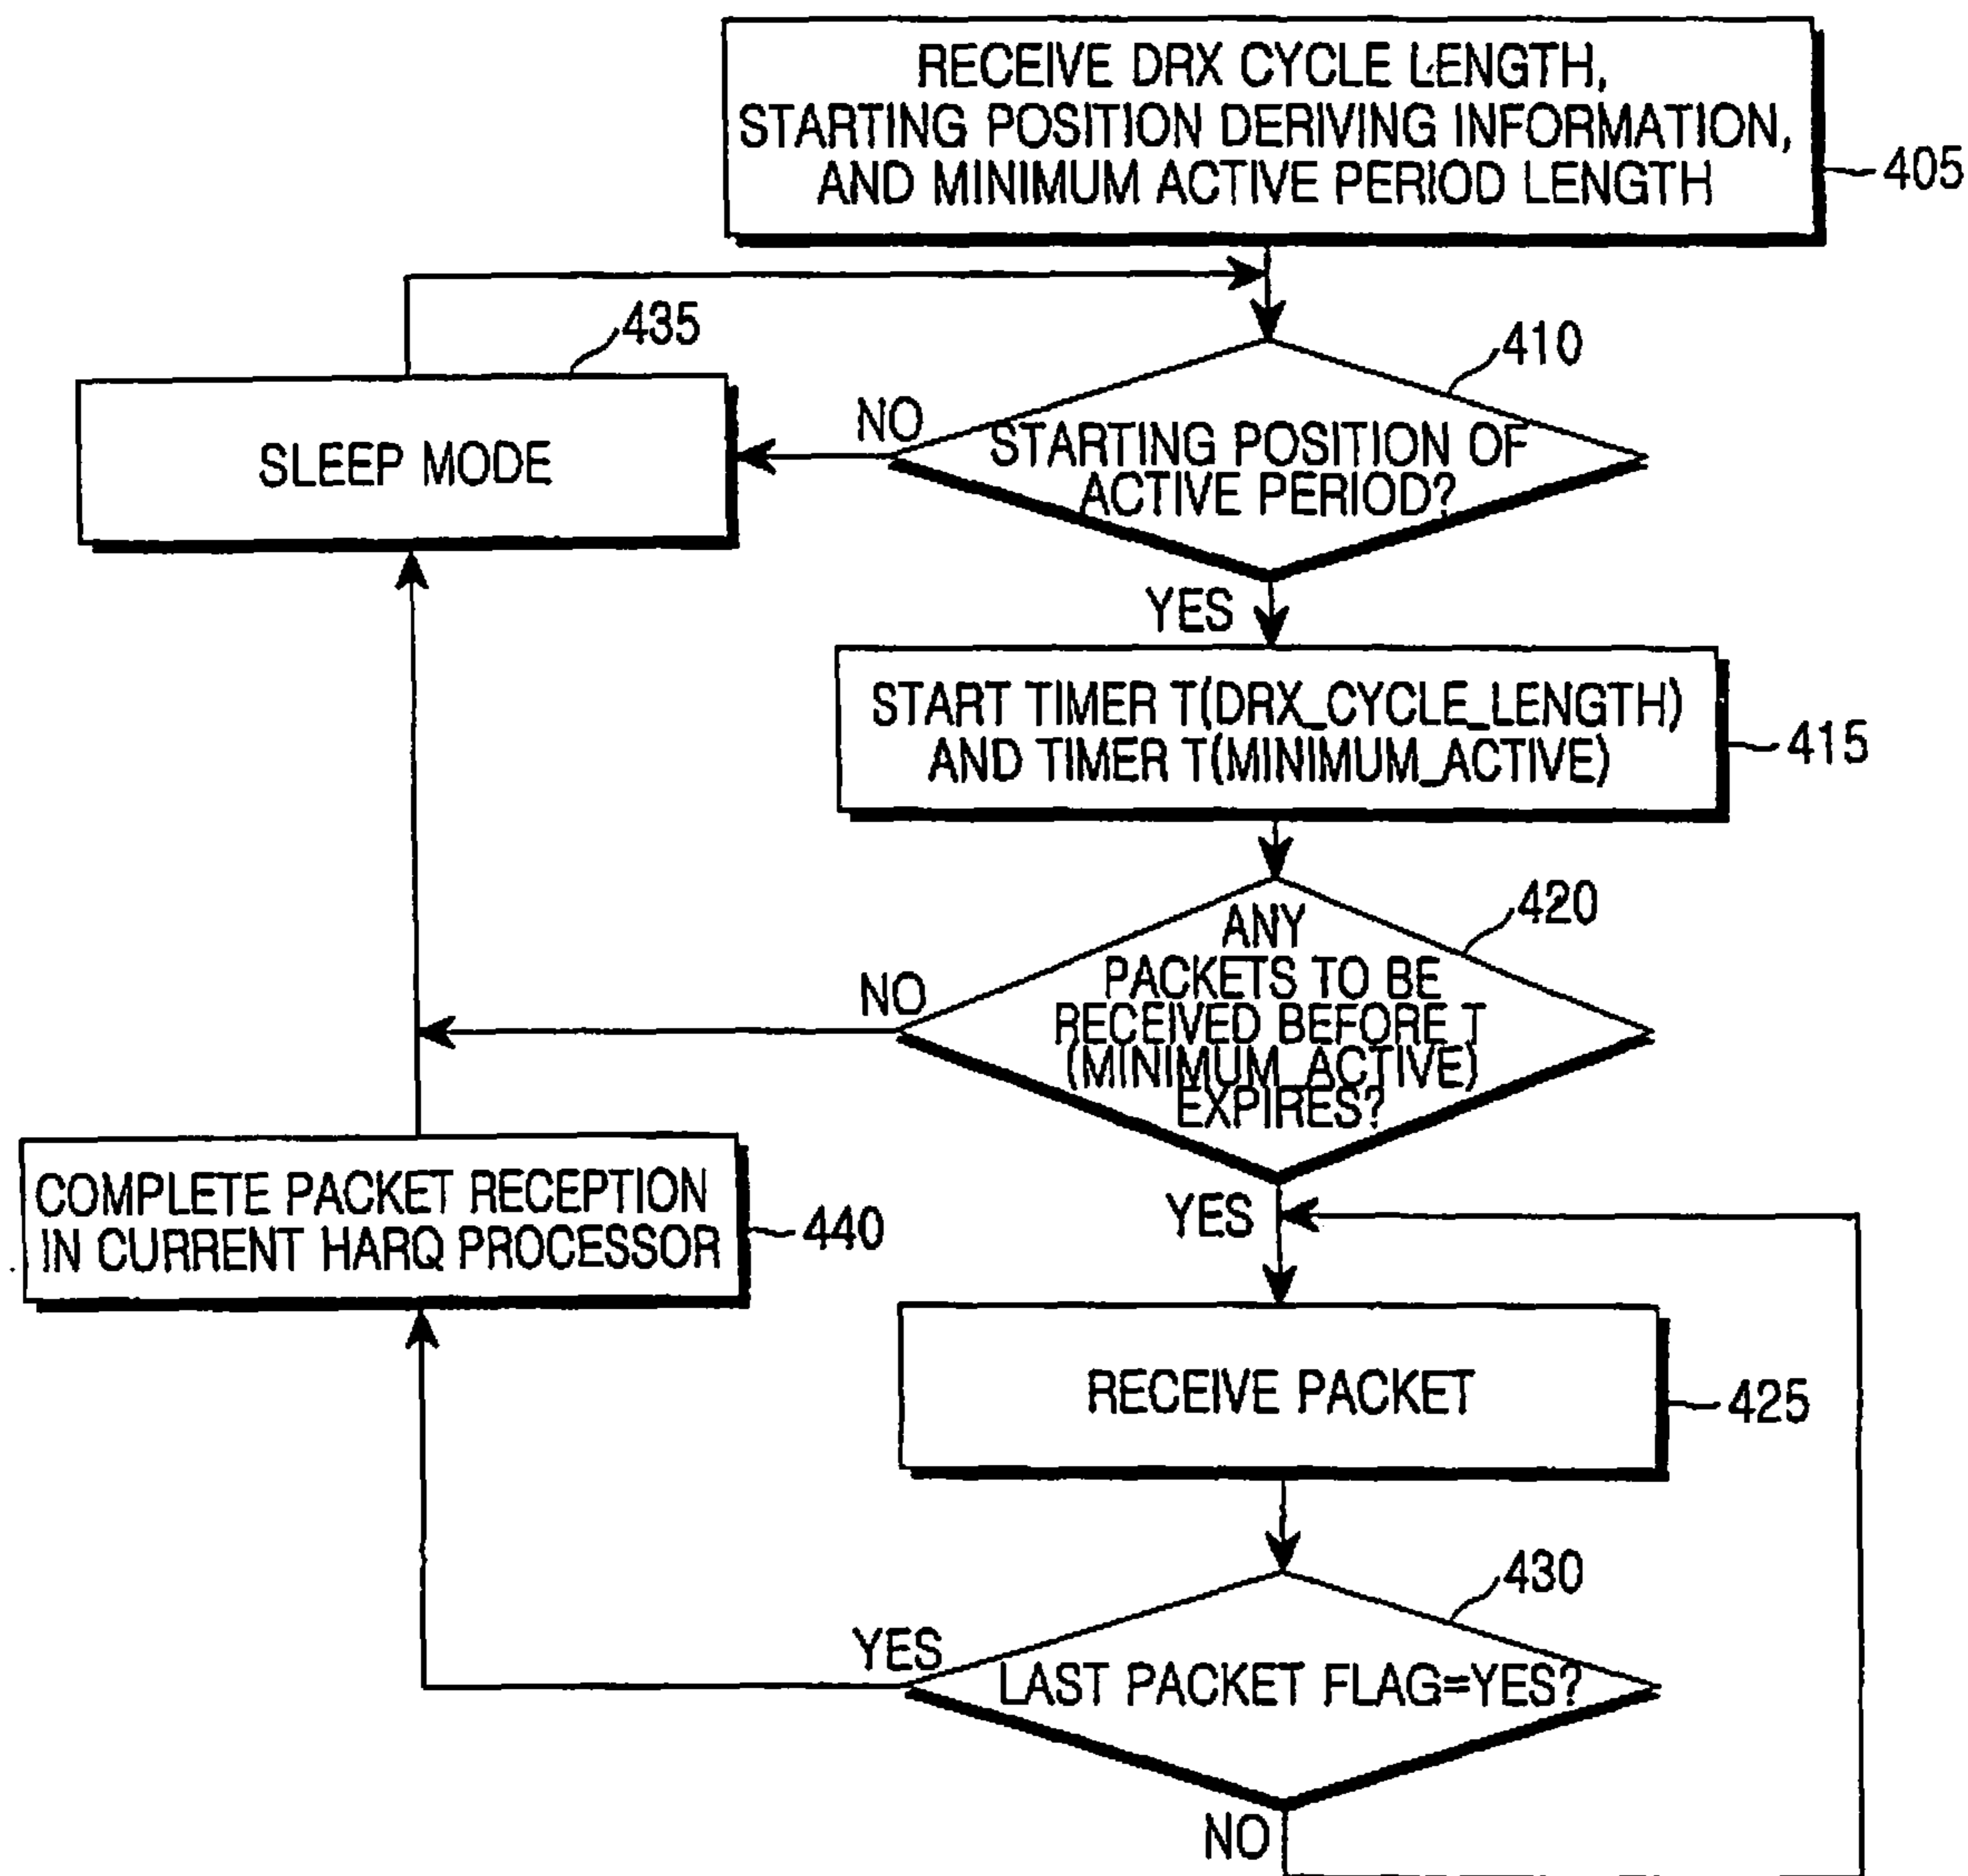 RECEIVE DRX CYCLE LENGTH,
STARTING POSITION DERIVING INFORMATION,
AND MINIMUM ACTIVE PERIOD LENGTH
405
435
410
NO
SLEEP MODE
STARTING POSITION OF
ACTIVE PERIOD?
YES
START TIMER T(DRX_CYCLE_LENGTH)
AND TIMER T(MINIMUM_ACTIVE)
415
420
ANY
PACKETS TO BE
RECEIVED BEFORE T
(MINIMUM_ACTIVE)
EXPIRES?
NO
YES
COMPLETE PACKET RECEPTION
IN CURRENT HARQ PROCESSOR
440
RECEIVE PACKET
425
430
YES
LAST PACKET FLAG=YES?
NO